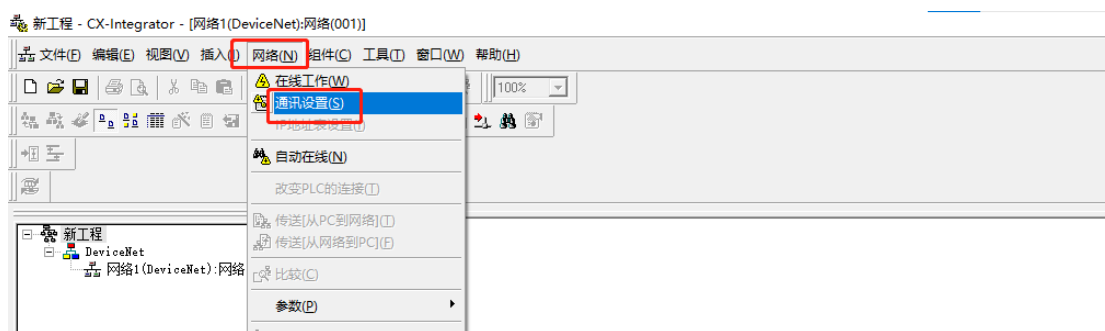 新工程 - CX-Integrator - [网络1(DeviceNet):网络(001)]
文件(F) 编辑(E) 视图(V) 插入(I) 网络(N) 组件(C) 工具(T) 窗口(W) 帮助(H)
在线工作(W)
100%
通讯设置(S)
IP地址表设置(I)
自动在线(N)
改变PLC的连接(T)
传送[从PC到网络](T)
新工程
传送[从网络到PC](F)
DeviceNet
网络1(DeviceNet):网络
比较(C)
参数(P)